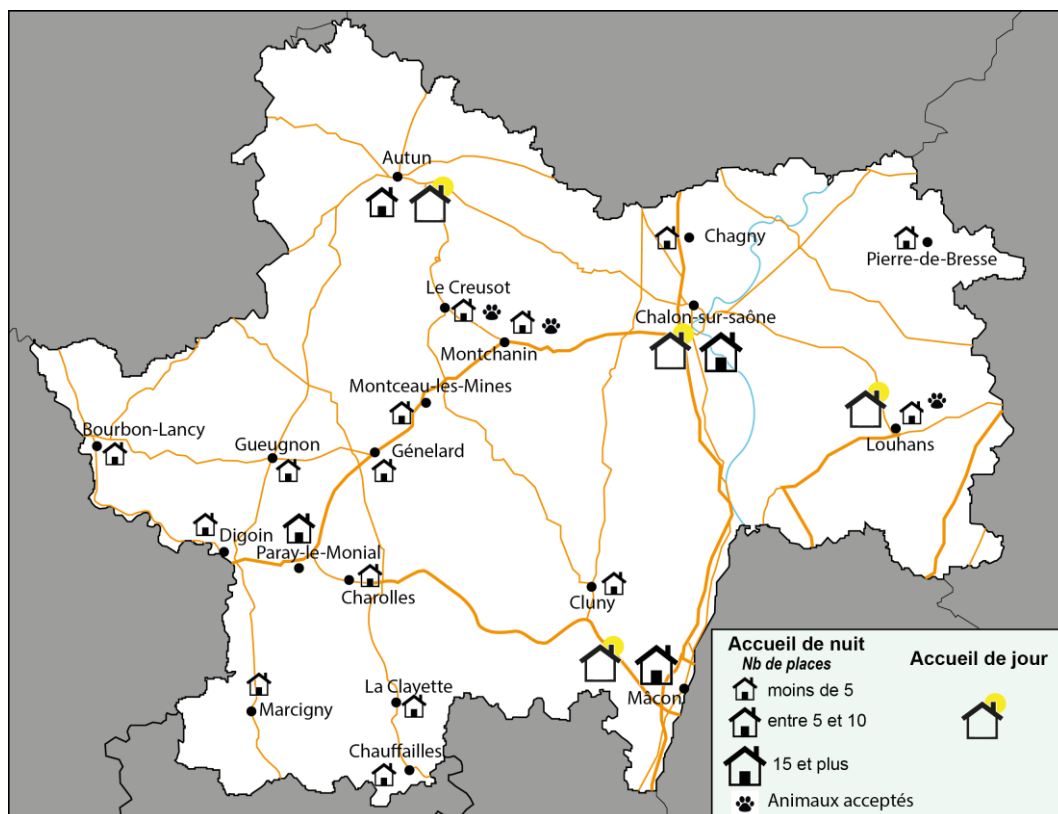 Autun
Chagny
Pierre-de-Bresse
Le Creusot
Chalon-sur-saône
Montchanin
Montceau-les-Mines
Bourbon-Lancy
Gueugnon
Génelard
Louhans
Digoin
Paray-le-Monial
Charolles
Cluny
La Clayette
Mâcon
Marcigny
Chauffailles
Accueil de nuit
Nb de places
moins de 5
entre 5 et 10
15 et plus
Animaux acceptés
Accueil de jour